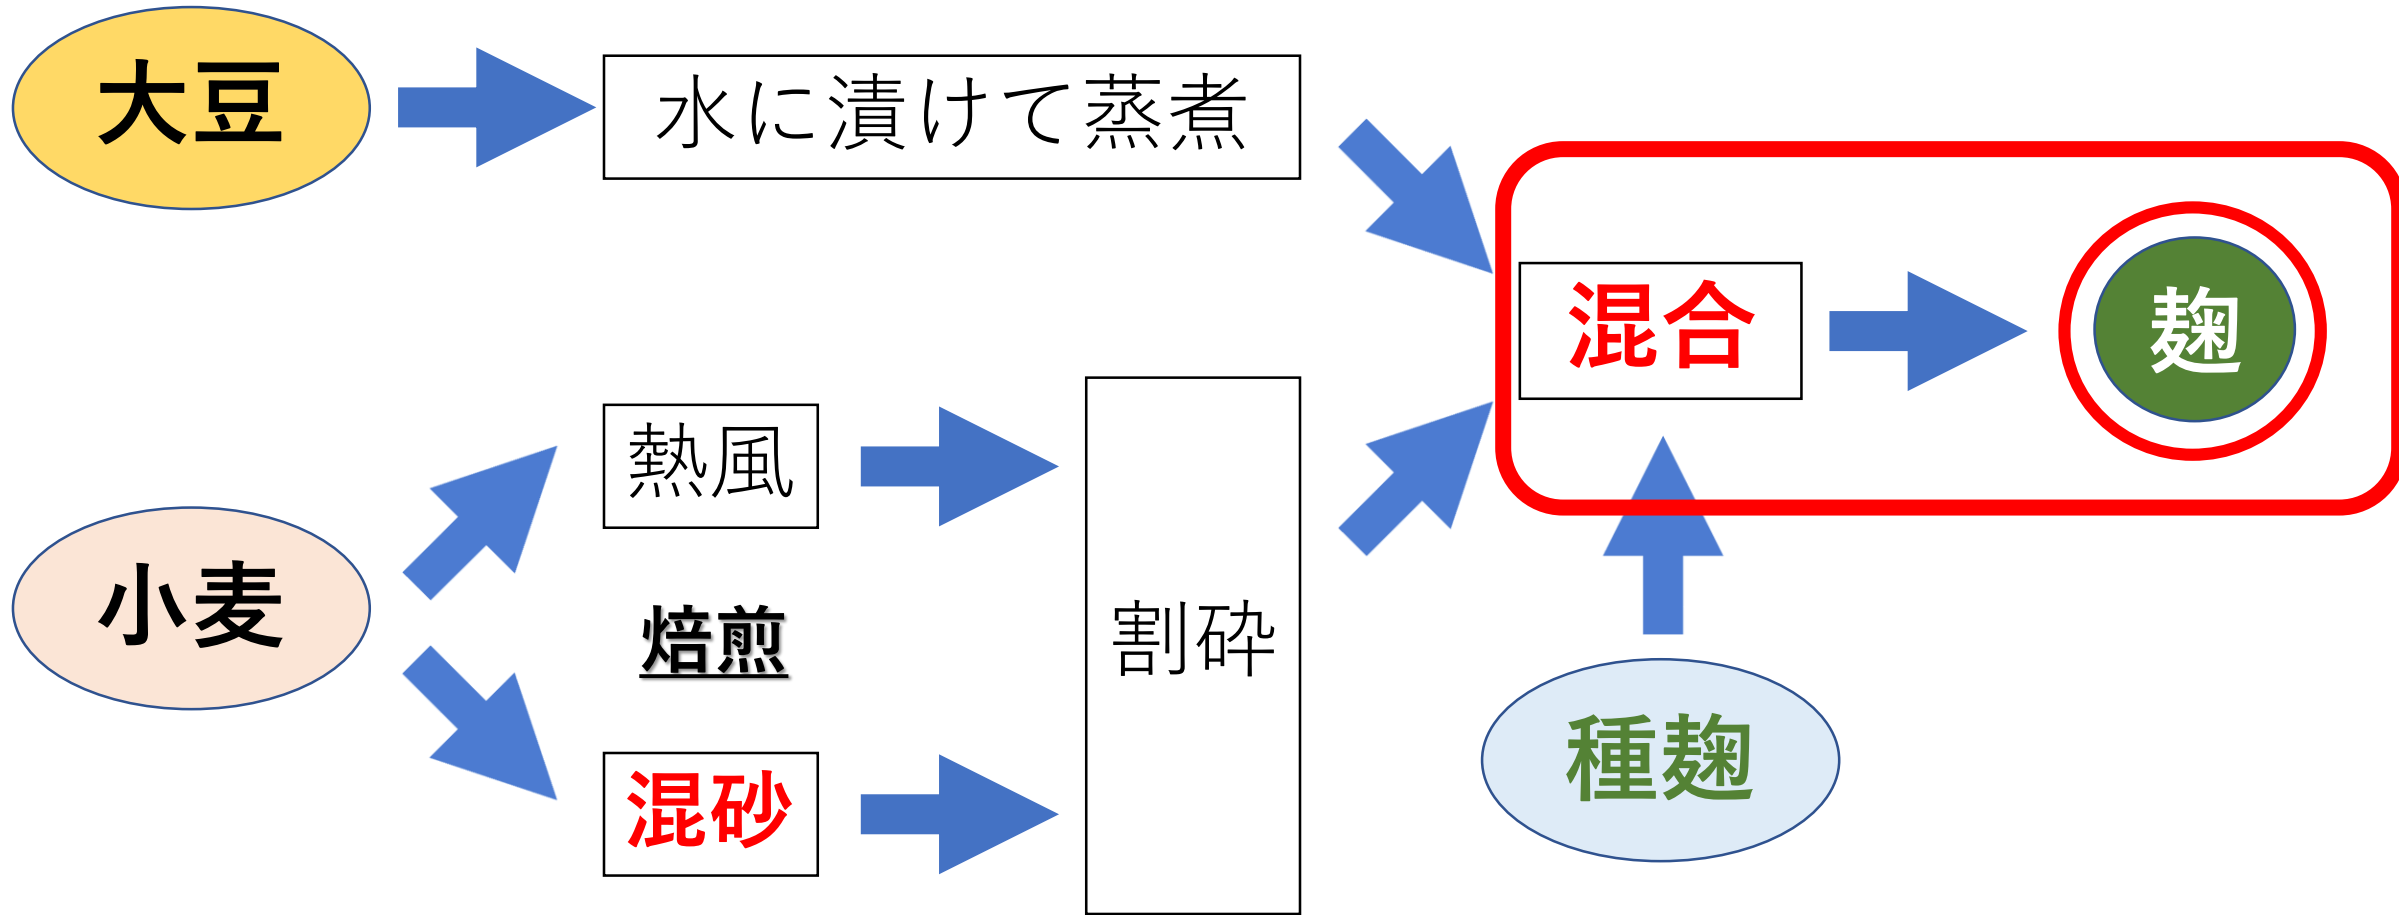 大豆
水に漬けて蒸煮
混合
麹
熱風
小麦
焙煎
割砕
混砂
種麹